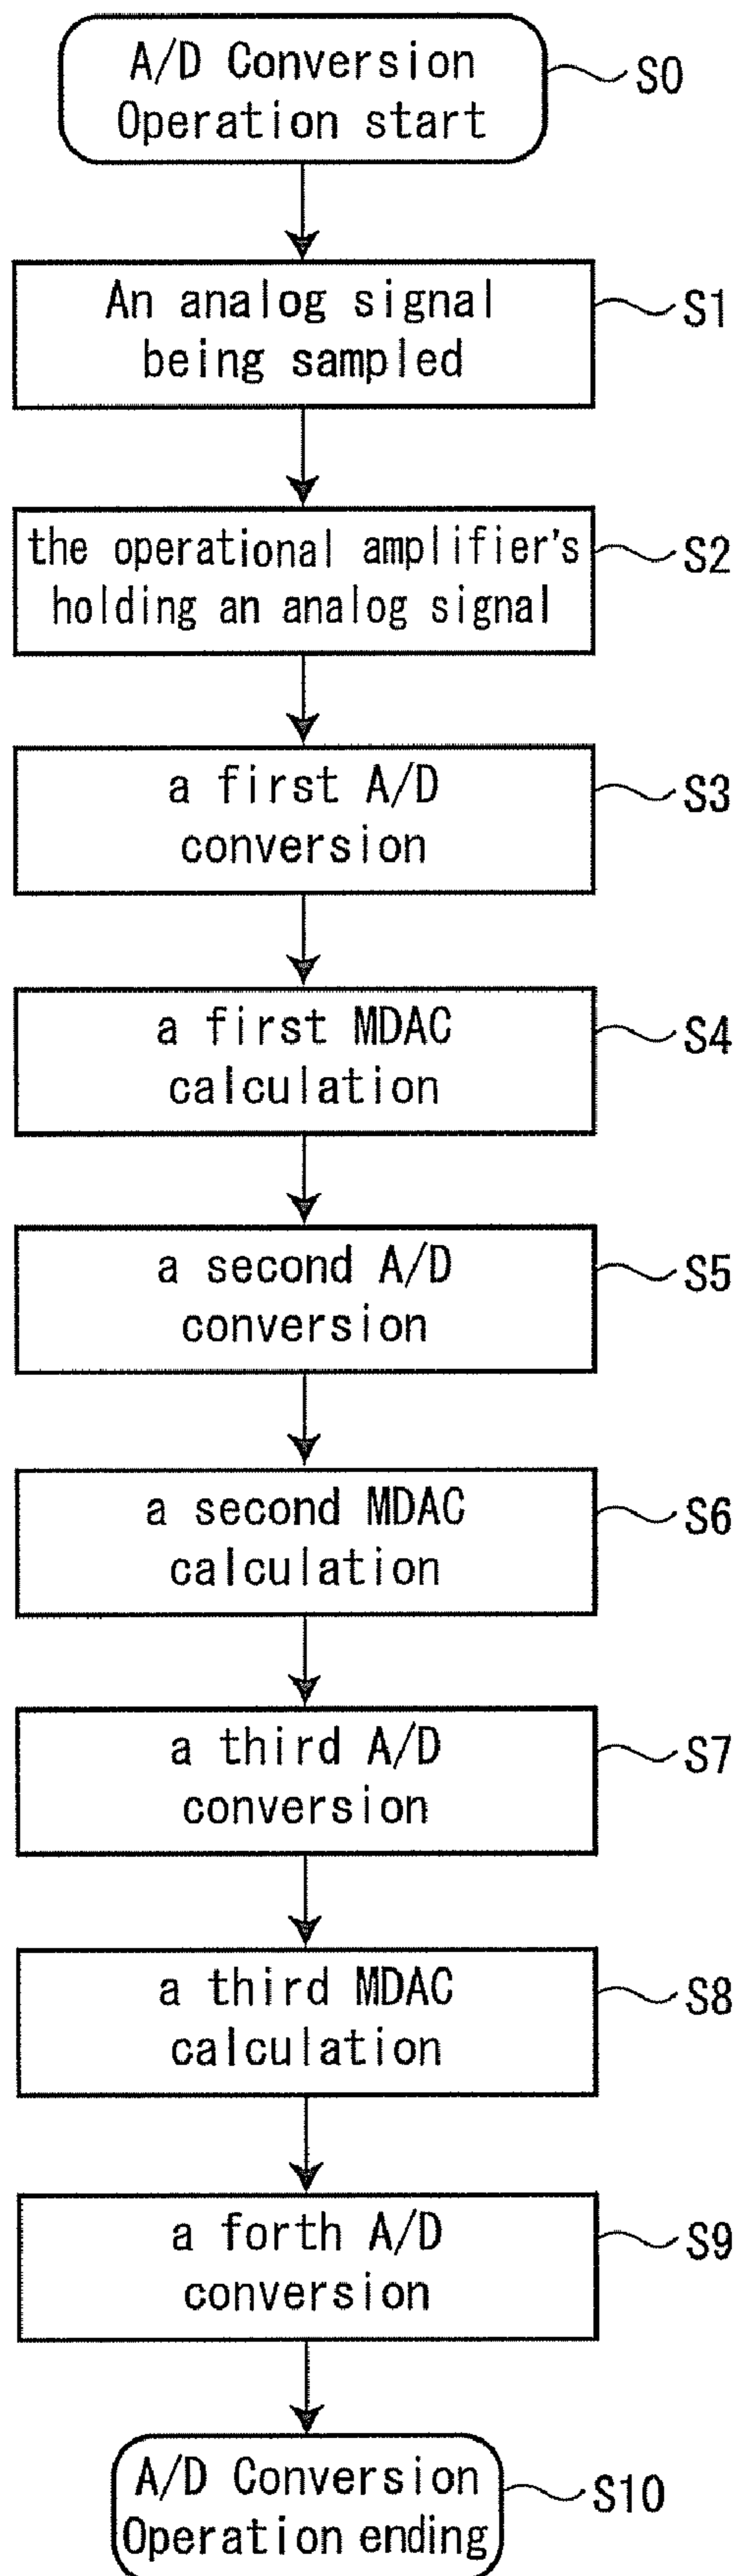 A/D Conversion
Operation start
S0
An analog signal
being sampled
S1
the operational amplifier's
holding an analog signal
S2
a first A/D
conversion
S3
a first MDAC
calculation
S4
a second A/D
conversion
S5
a second MDAC
calculation
S6
a third A/D
conversion
S7
a third MDAC
calculation
S8
a forth A/D
conversion
S9
A/D Conversion
Operation ending
S10